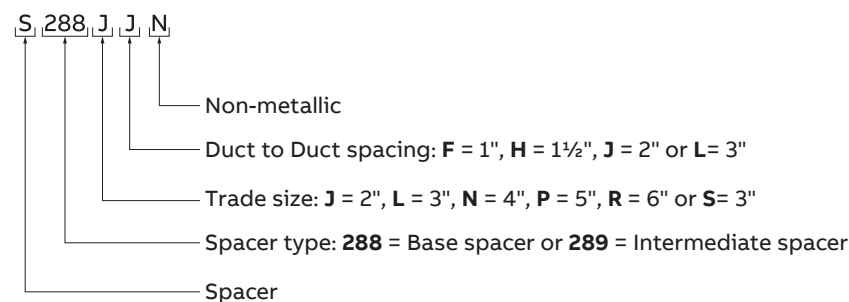 S 288 J J N
Non-metallic
Duct to Duct spacing: F = 1", H = 1½", J = 2" or L= 3"
Trade size: J = 2", L = 3", N = 4", P = 5", R = 6" or S= 3"
Spacer type: 288 = Base spacer or 289 = Intermediate spacer
Spacer